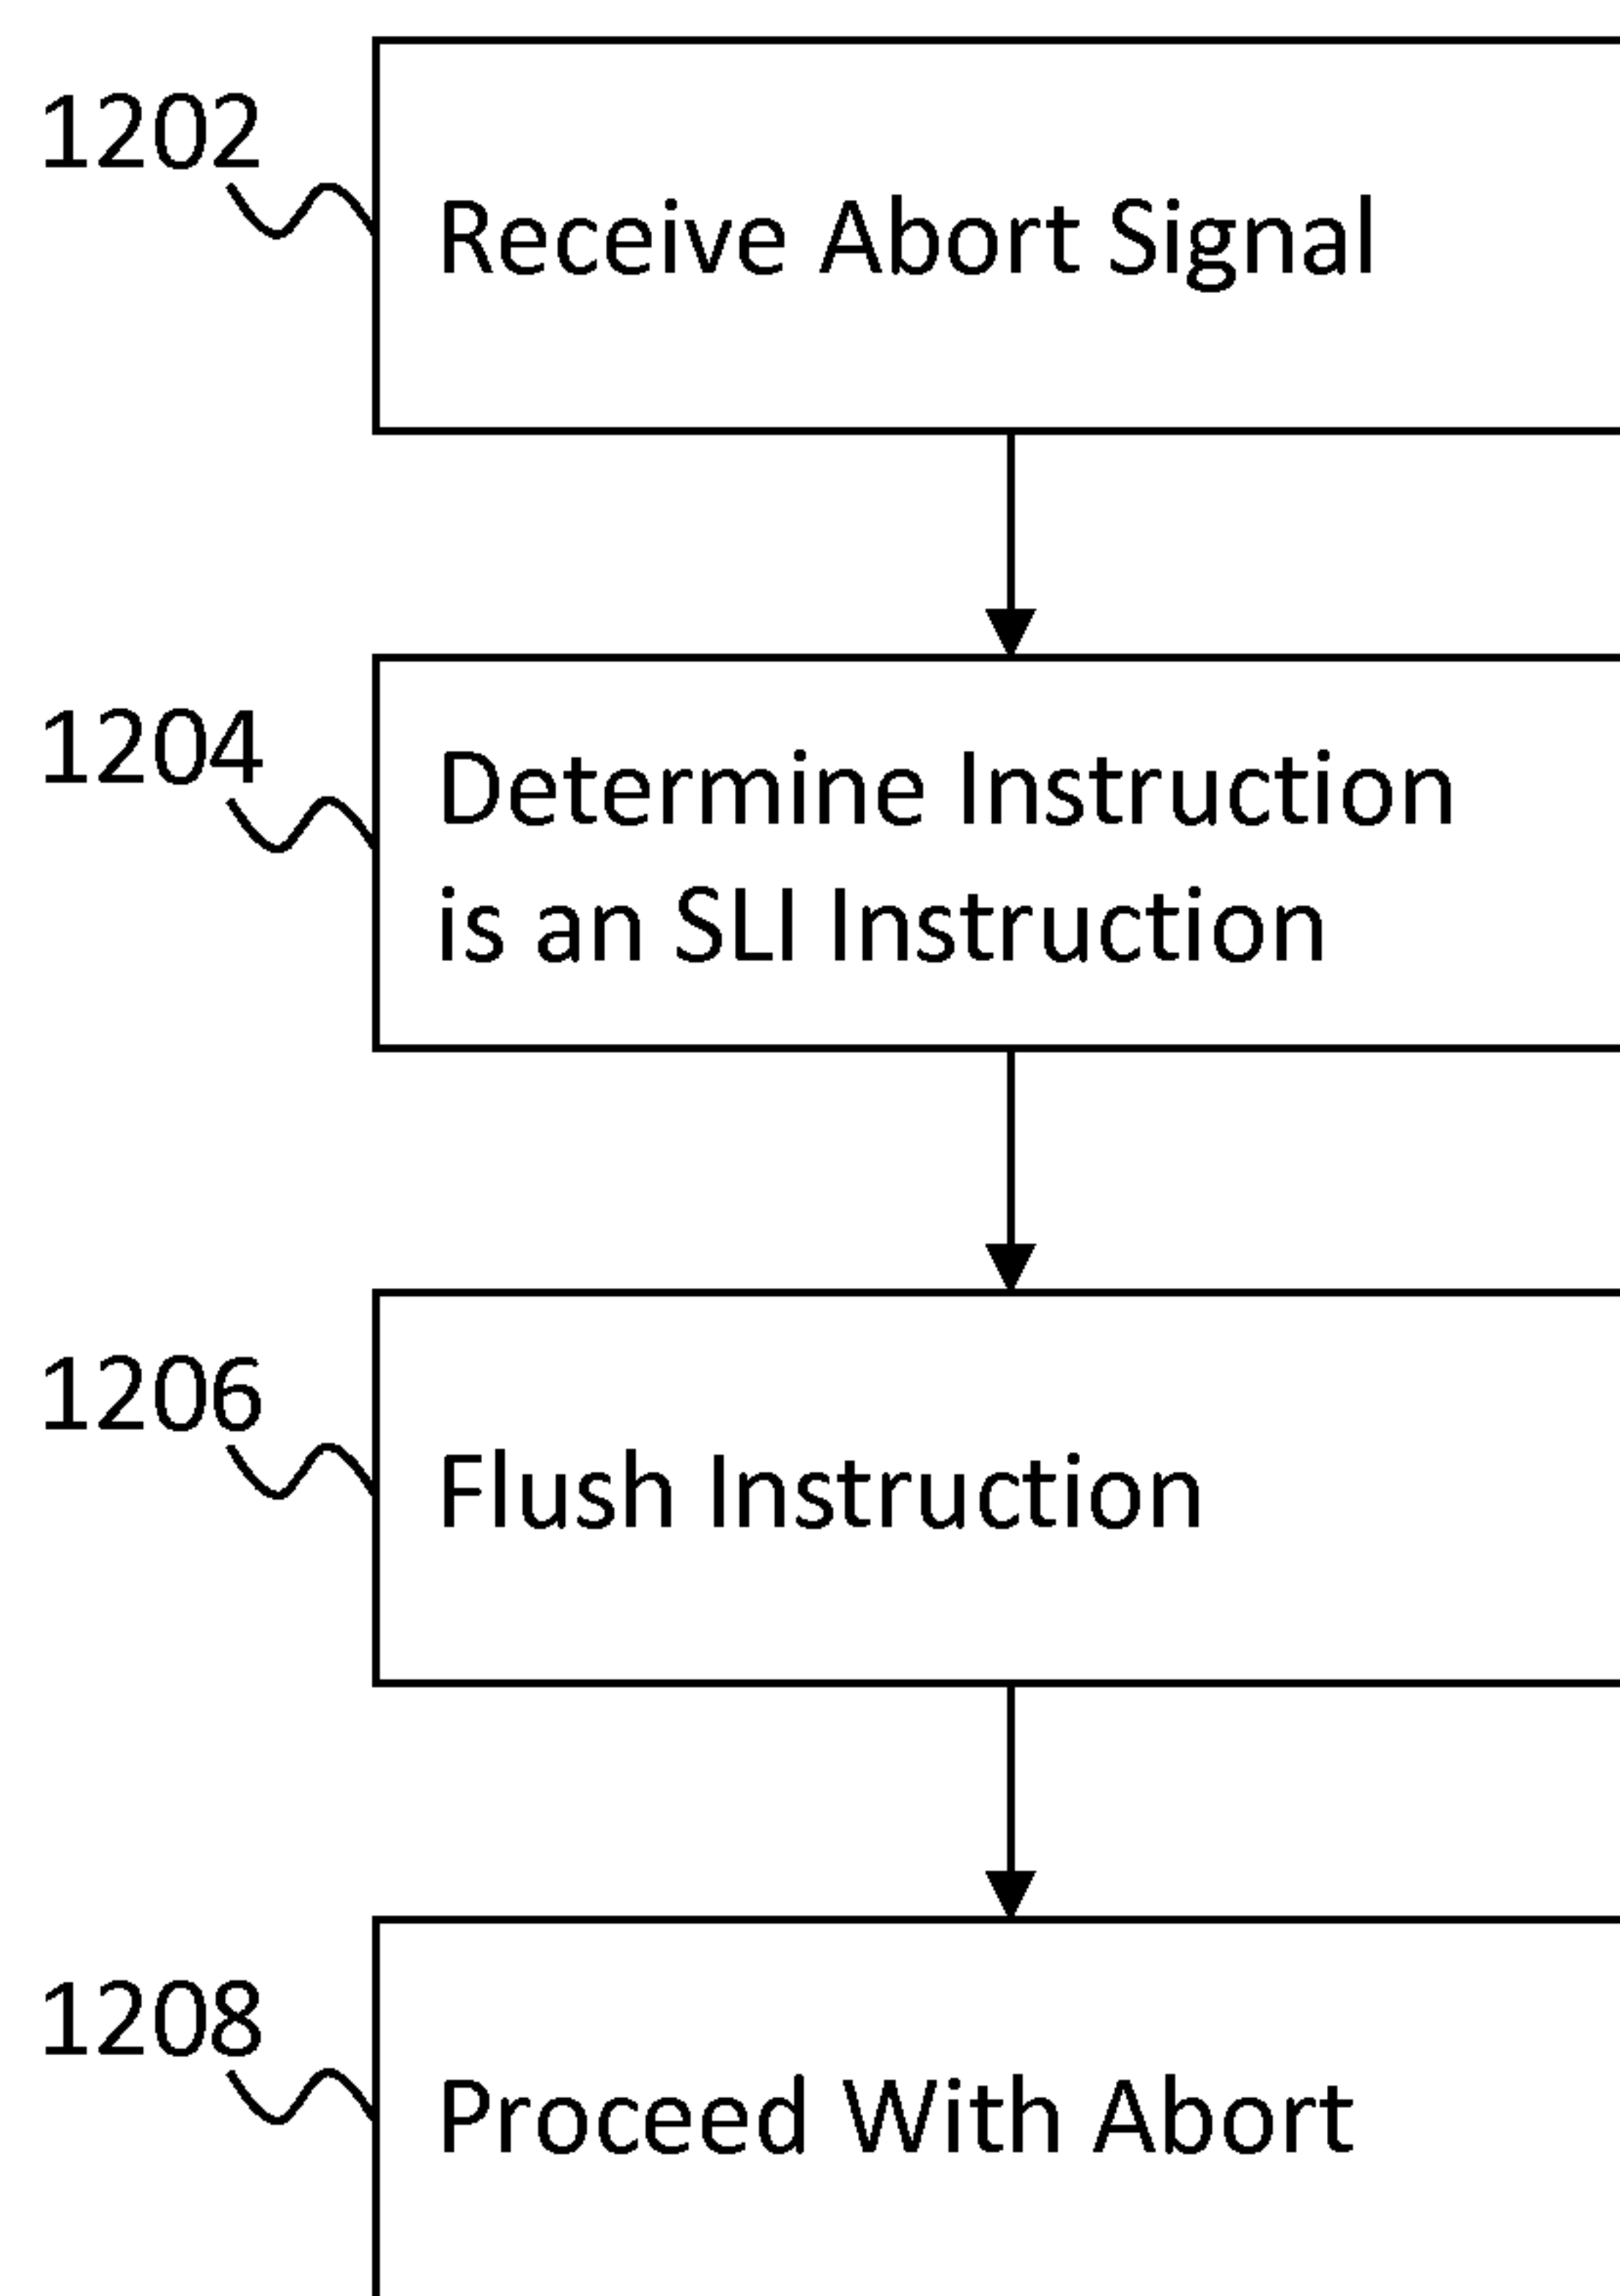 1202
Receive Abort Signal
1204
Determine Instruction
is an SLI Instruction
1206
Flush Instruction
1208
Proceed With Abort